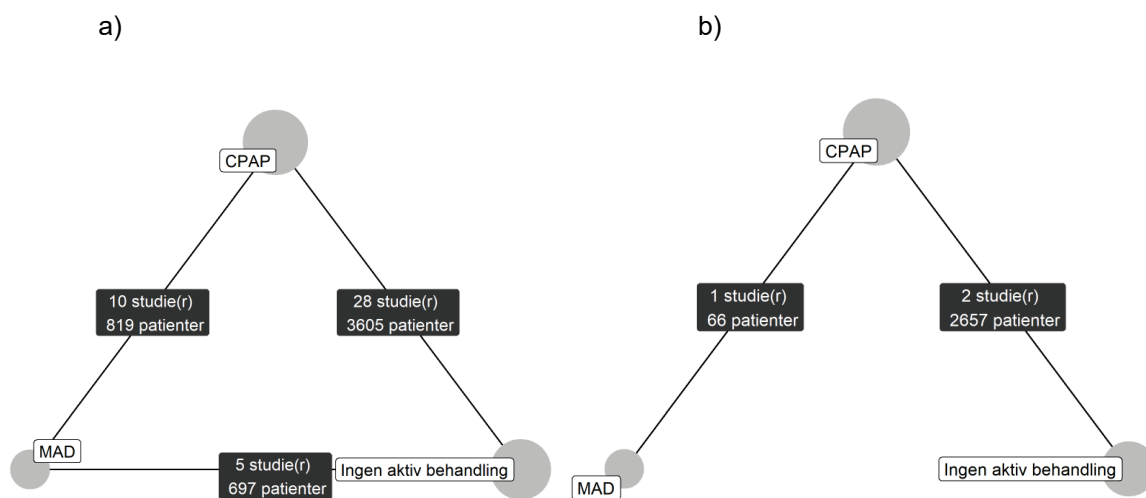 a)
b)
CPAP
10 studie(r)
819 patienter
28 studie(r)
3605 patienter
MAD
5 studie(r)
697 patienter
Ingen aktiv behandling
CPAP
1 studie(r)
66 patienter
2 studie(r)
2657 patienter
MAD
Ingen aktiv behandling